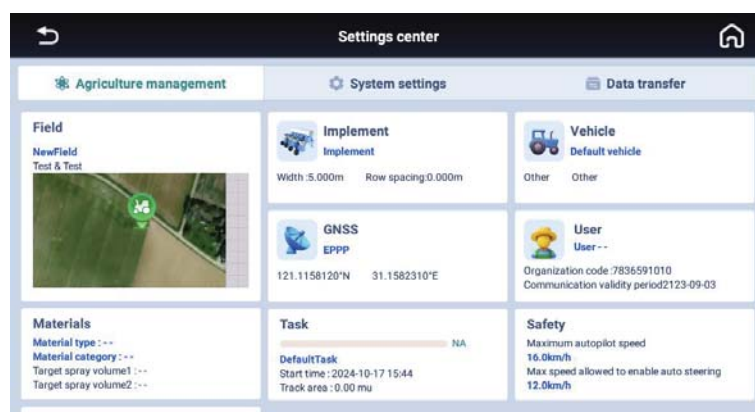 Settings center
Agriculture management
System settings
Data transfer
Field
NewField
Test & Test
Implement
Implement
Width :5.000m Row spacing:0.000m
Vehicle
Default vehicle
Other Other
GNSS
EPPP
121.1158120°N 31.1582310°E
User
User - -
Organization code :7836591010
Communication validity period2123-09-03
Materials
Material type : - -
Material category : - -
Target spray volume1 : - -
Target spray volume2 : - -
Task
NA
DefaultTask
Start time : 2024-10-17 15:44
Track area : 0.00 mu
Safety
Maximum autopilot speed
16.0km/h
Max speed allowed to enable auto steering
12.0km/h